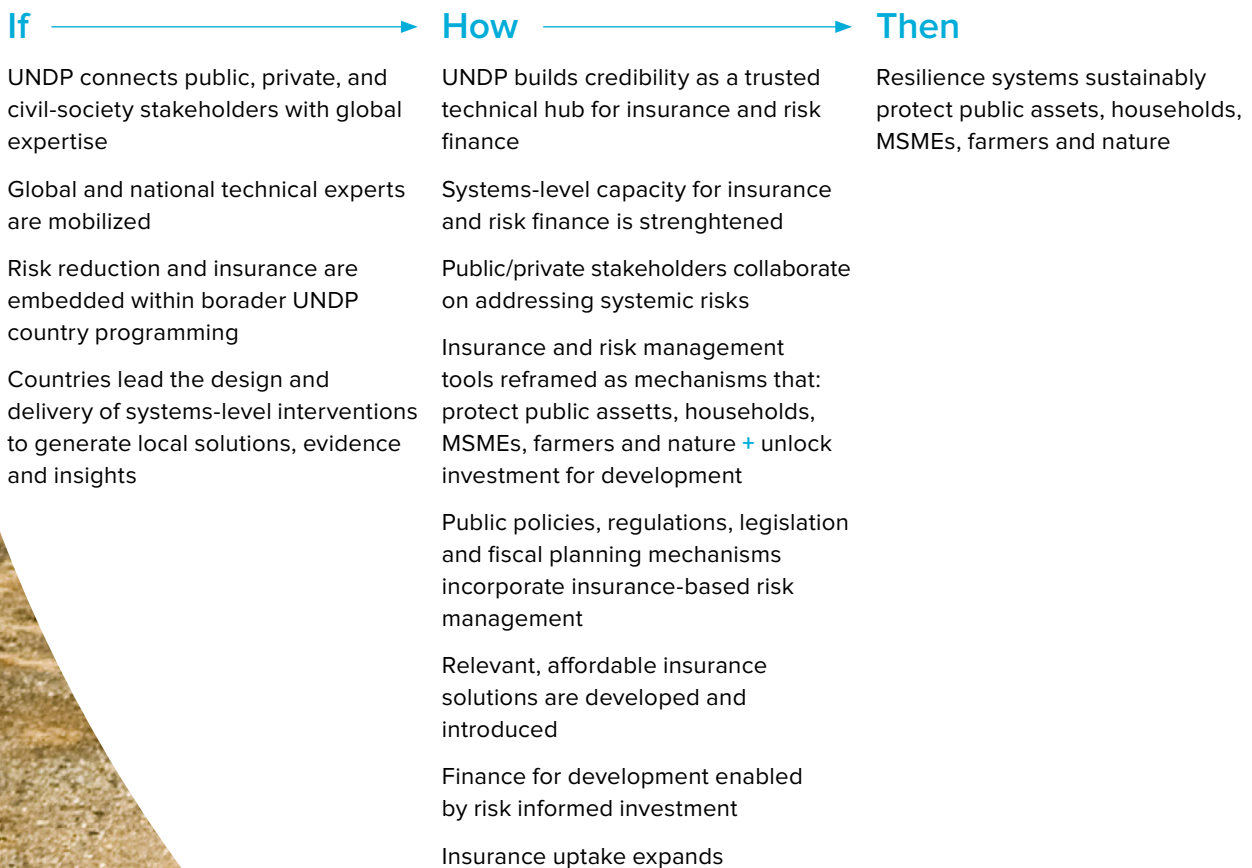 If
UNDP connects public, private, and
civil-society stakeholders with global
expertise
Global and national technical experts
are mobilized
Risk reduction and insurance are
embedded within borader UNDP
country programming
Countries lead the design and
delivery of systems-level interventions
to generate local solutions, evidence
and insights
How
UNDP builds credibility as a trusted
technical hub for insurance and risk
finance
Systems-level capacity for insurance
and risk finance is strenghtened
Public/private stakeholders collaborate
on addressing systemic risks
Insurance and risk management
tools reframed as mechanisms that:
protect public assetts, households,
MSMEs, farmers and nature + unlock
investment for development
Public policies, regulations, legislation
and fiscal planning mechanisms
incorporate insurance-based risk
management
Relevant, affordable insurance
solutions are developed and
introduced
Finance for development enabled
by risk informed investment
Insurance uptake expands
Then
Resilience systems sustainably
protect public assets, households,
MSMEs, farmers and nature